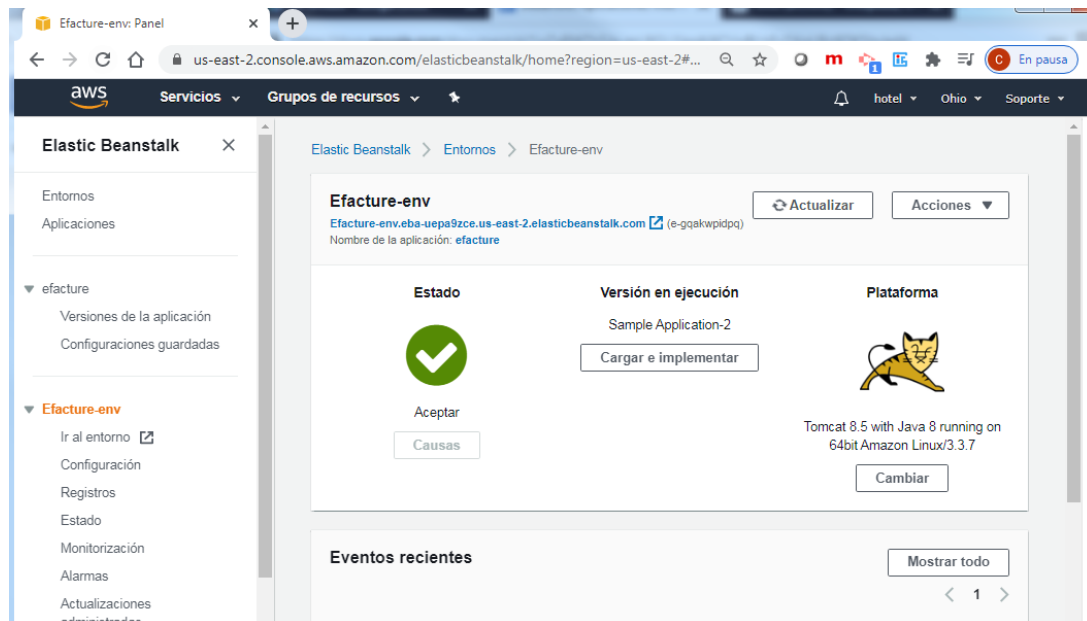 Efacture-env: Panel
us-east-2.console.aws.amazon.com/elasticbeanstalk/home?region=us-east-2#...
1
C
En pausa
aws
Servicios
Grupos de recursos
hotel
Ohio
Soporte
Elastic Beanstalk
Entornos
Aplicaciones
efacture
Versiones de la aplicación
Configuraciones guardadas
Efacture-env
Ir al entorno
Configuración
Registros
Estado
Monitorización
Alarmas
Actualizaciones
Elastic Beanstalk > Entornos > Efacture-env
Efacture-env
Efacture-env.eba-uepa9zce.us-east-2.elasticbeanstalk.com (e-gqakwpidpq)
Nombre de la aplicación: efacture
Actualizar
Acciones
Estado
Aceptar
Causas
Versión en ejecución
Sample Application-2
Cargar e implementar
Plataforma
Tomcat 8.5 with Java 8 running on
64bit Amazon Linux/3.3.7
Cambiar
Eventos recientes
Mostrar todo
< 1 >